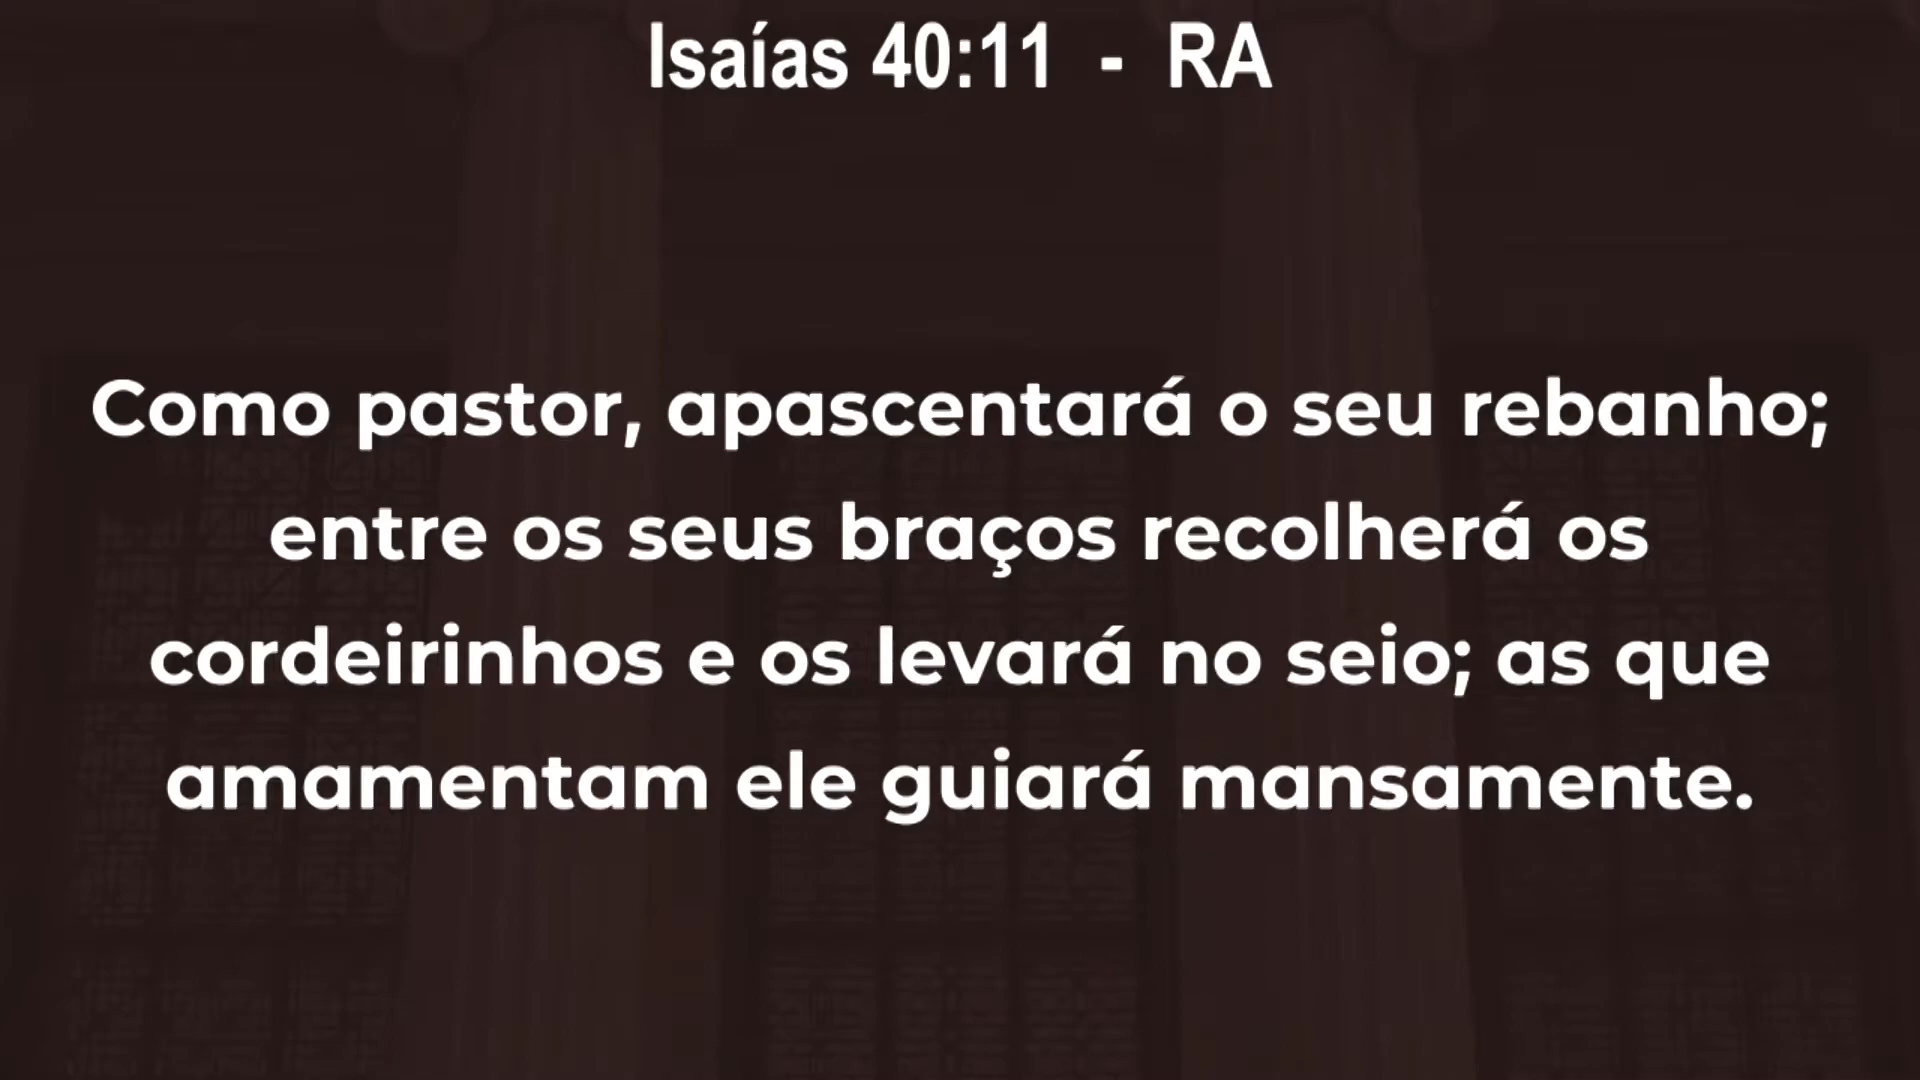 Isaías 40:11 - RA
Como pastor, apascentará o seu rebanho;
entre os seus braços recolherá os
cordeirinhos e os levará no seio; as que
amamentam ele guiará mansamente.